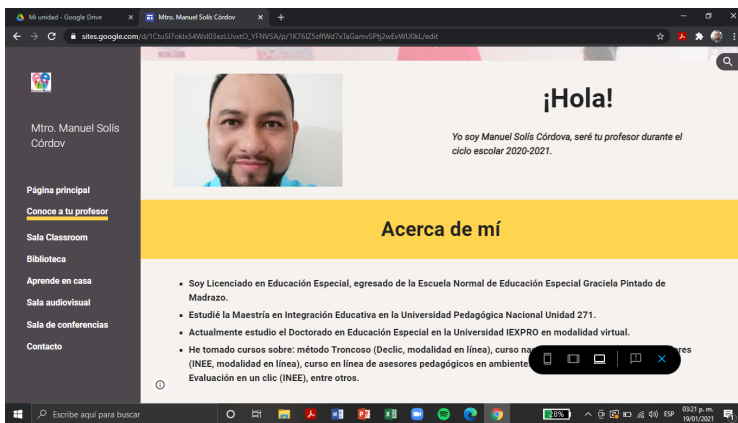 Mi unidad - Google Drive
Mtro. Manuel Solís Córdov
sites.google.com/d/1CtuSI7oklx54WsI03ezLUvxtO_YFNVSA/p/1K76IZ5sffWd7xTaGamvSPtj2wEvWU0kL/edit
Mtro. Manuel Solís
Córdov
Página principal
Conoce a tu profesor
Sala Classroom
Biblioteca
Aprende en casa
Sala audiovisual
Sala de conferencias
Contacto
¡Hola!
Yo soy Manuel Solís Córdova, seré tu profesor durante el
ciclo escolar 2020-2021.
Acerca de mí
Soy Licenciado en Educación Especial, egresado de la Escuela Normal de Educación Especial Graciela Pintado de
Madrazo.
Estudié la Maestría en Integración Educativa en la Universidad Pedagógica Nacional Unidad 271.
Actualmente estudio el Doctorado en Educación Especial en la Universidad IEXPRO en modalidad virtual.
He tomado cursos sobre: método Troncoso (Declic, modalidad en línea), curso
(INEE, modalidad en línea), curso en línea de asesores pedagógicos en
Evaluación en un clic (INEE), entre otros.
Escribe aquí para buscar
28%
ESP
03:21 p. m.
19/01/2021